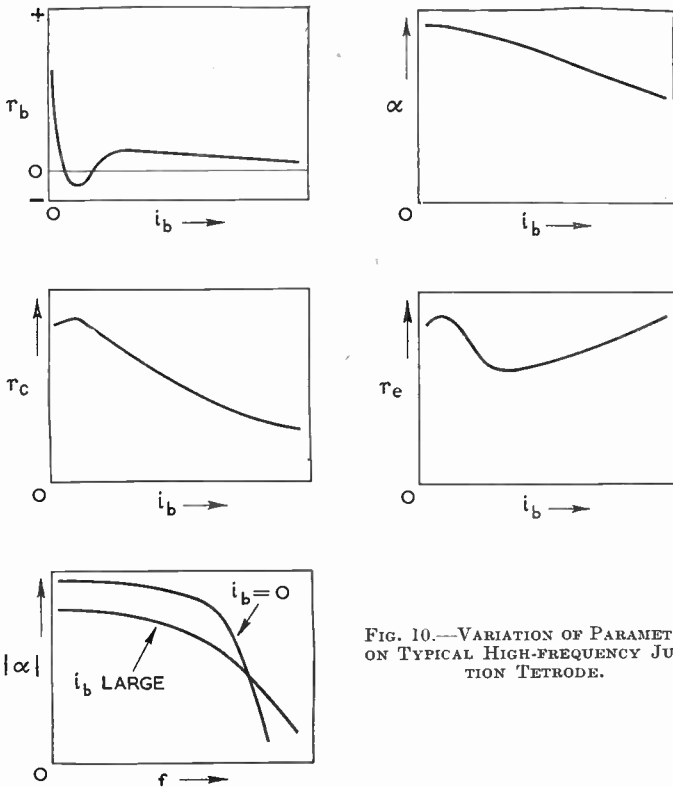 +
r_b
O
−
O
i_b
α
O
i_b
r_c
O
i_b
r_e
O
i_b
|α|
i_b = O
i_b LARGE
O
f
FIG. 10.—VARIATION OF PARAMET
ON TYPICAL HIGH-FREQUENCY JU
TION TETRODE.